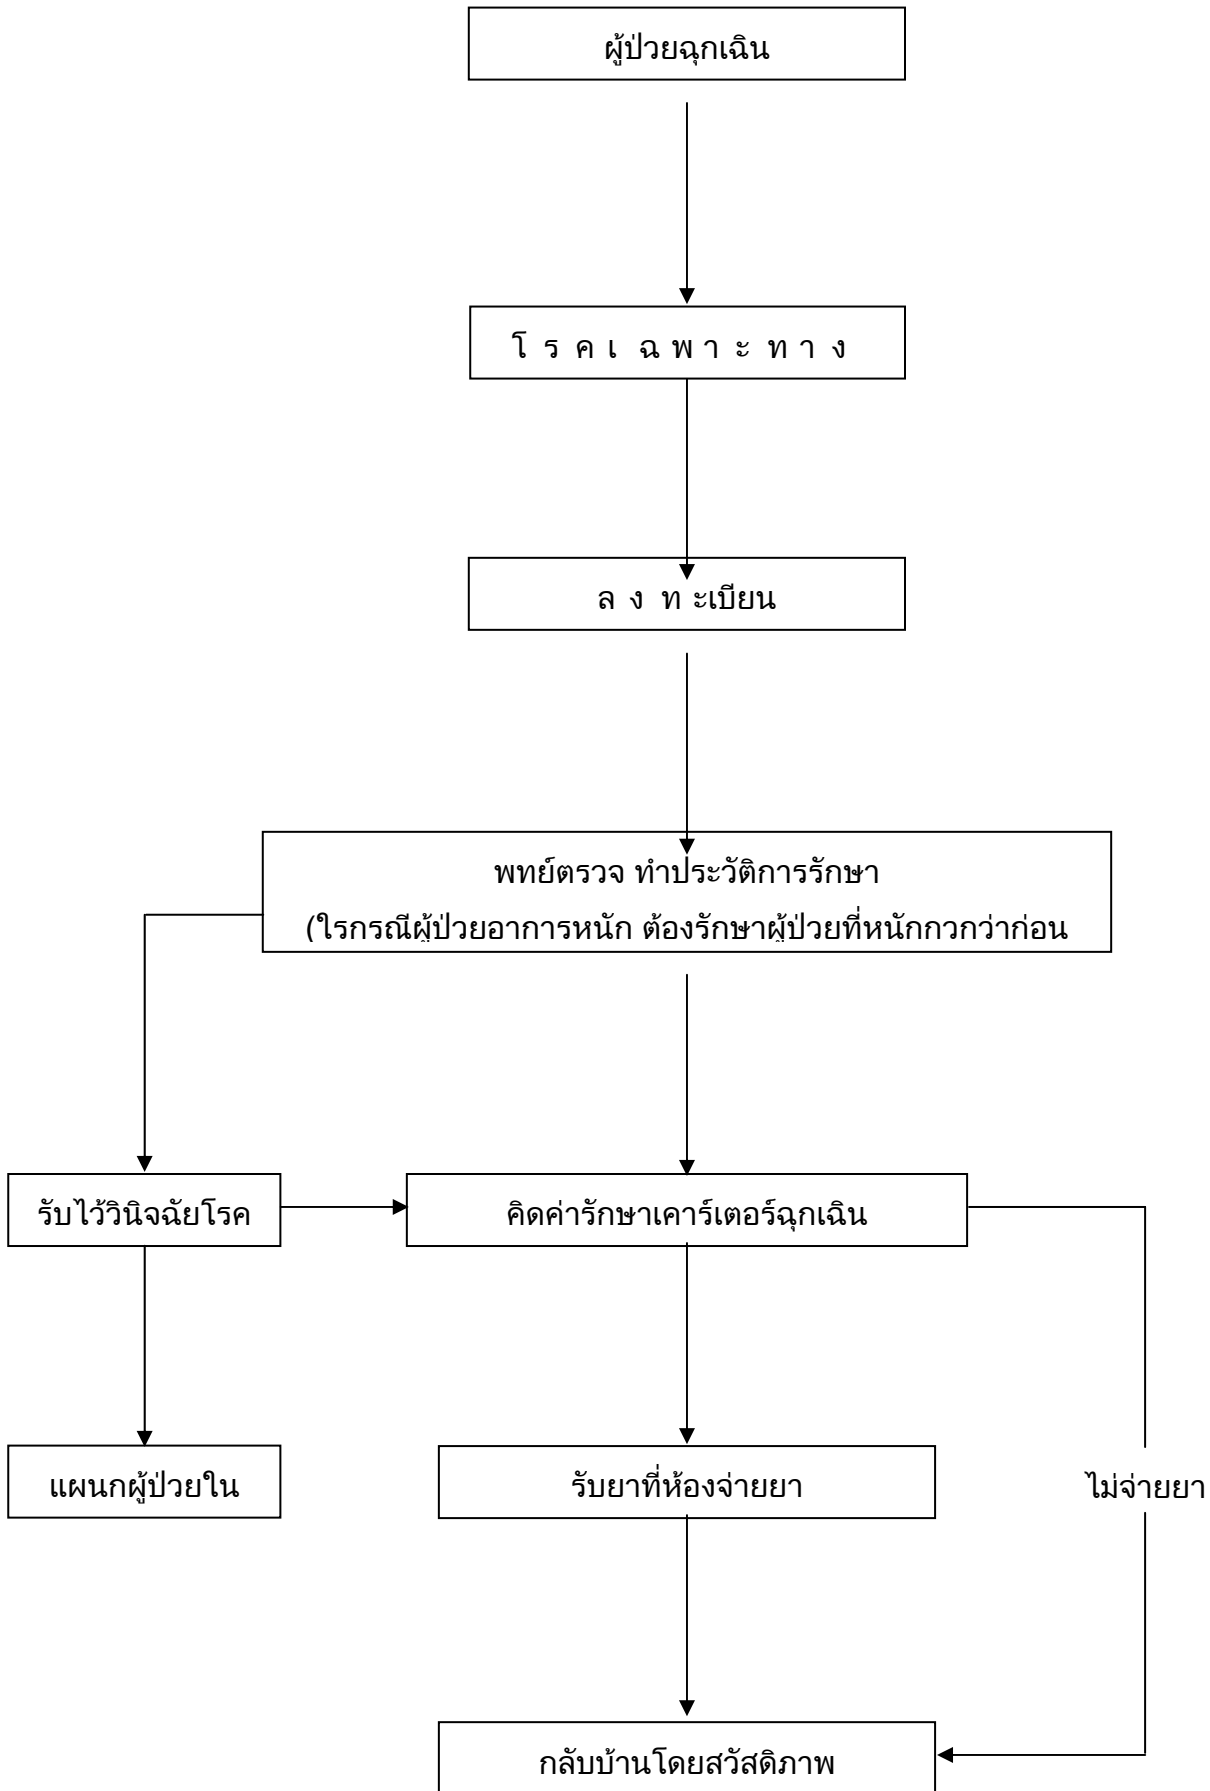 ผู้ป่วยฉุกเฉิน
โ ร ค เ ฉ พ า ะ ท า ง
ล ง ท ะเบียน
พทย์ตรวจ ทำประวัติการรักษา
(ใรกรณีผู้ป่วยอาการหนัก ต้องรักษาผู้ป่วยที่หนักกวกว่าก่อน
รับไว้วินิจฉัยโรค
คิดค่ารักษาเคาร์เตอร์ฉุกเฉิน
แผนกผู้ป่วยใน
รับยาที่ห้องจ่ายยา
ไม่จ่ายยา
กลับบ้านโดยสวัสดิภาพ